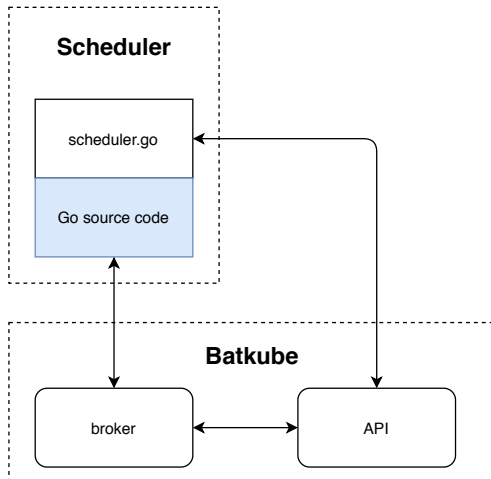 Scheduler
scheduler.go
Go source code
Batkube
broker
API